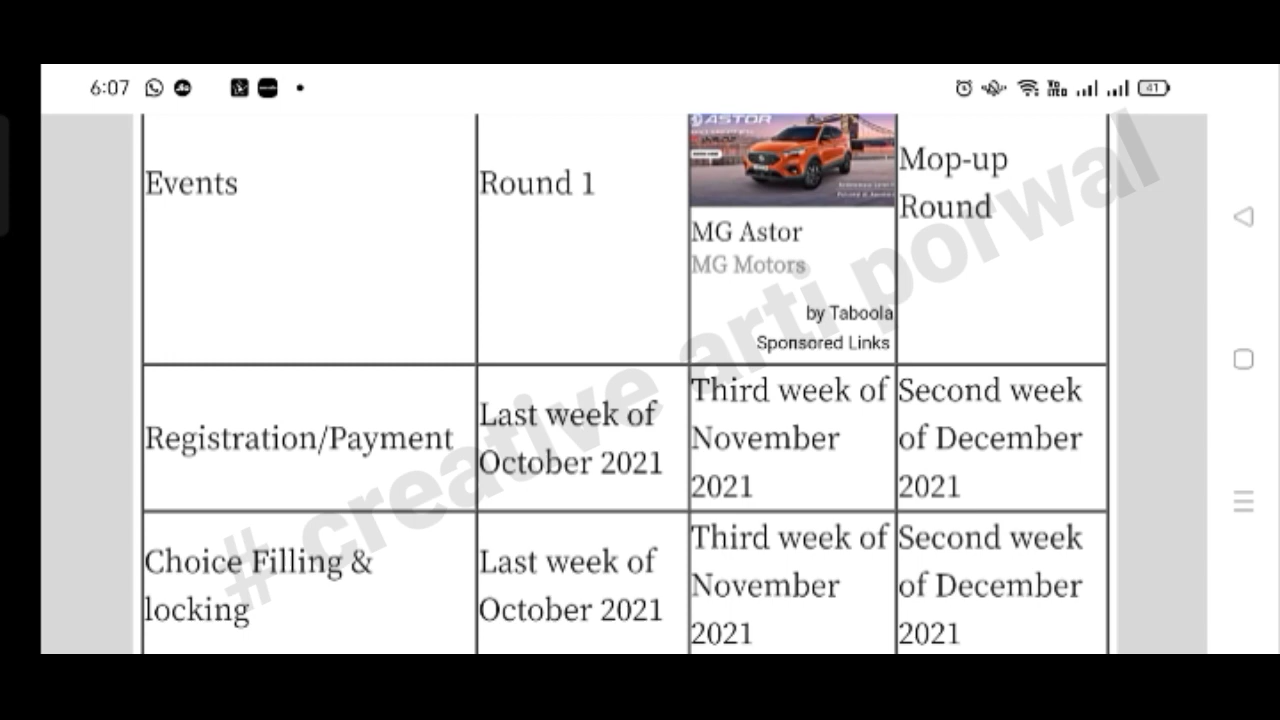 6:07
41
Events
Round 1
ASTOR
MG Astor
MG Motors
by Taboola
Sponsored Links
Mop-up
Round
Registration/Payment
Last week of
October 2021
Third week of
November
2021
Second week
of December
2021
Choice Filling &
locking
Last week of
October 2021
Third week of
November
2021
Second week
of December
2021
# creative arti porwal